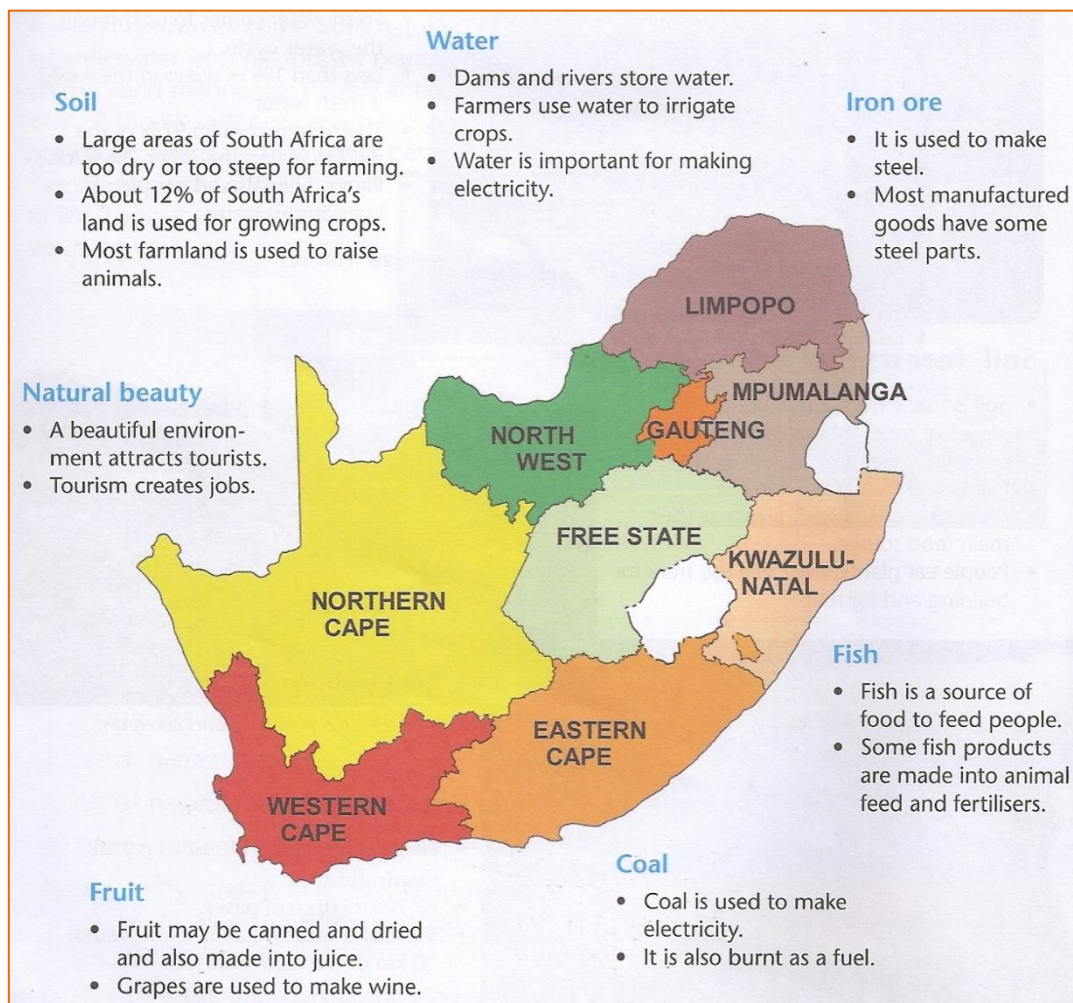 Water
• Dams and rivers store water.
• Farmers use water to irrigate
crops.
• Water is important for making
electricity.
Soil
• Large areas of South Africa are
too dry or too steep for farming.
• About 12% of South Africa's
land is used for growing crops.
• Most farmland is used to raise
animals.
Iron ore
• It is used to make
steel.
• Most manufactured
goods have some
steel parts.
Natural beauty
• A beautiful environ-
ment attracts tourists.
• Tourism creates jobs.
LIMPOPO
MPUMALANGA
GAUTENG
NORTH
WEST
FREE STATE
KWAZULU-
NATAL
NORTHERN
CAPE
EASTERN
CAPE
WESTERN
CAPE
Fish
• Fish is a source of
food to feed people.
• Some fish products
are made into animal
feed and fertilisers.
Coal
• Coal is used to make
electricity.
• It is also burnt as a fuel.
Fruit
• Fruit may be canned and dried
and also made into juice.
• Grapes are used to make wine.